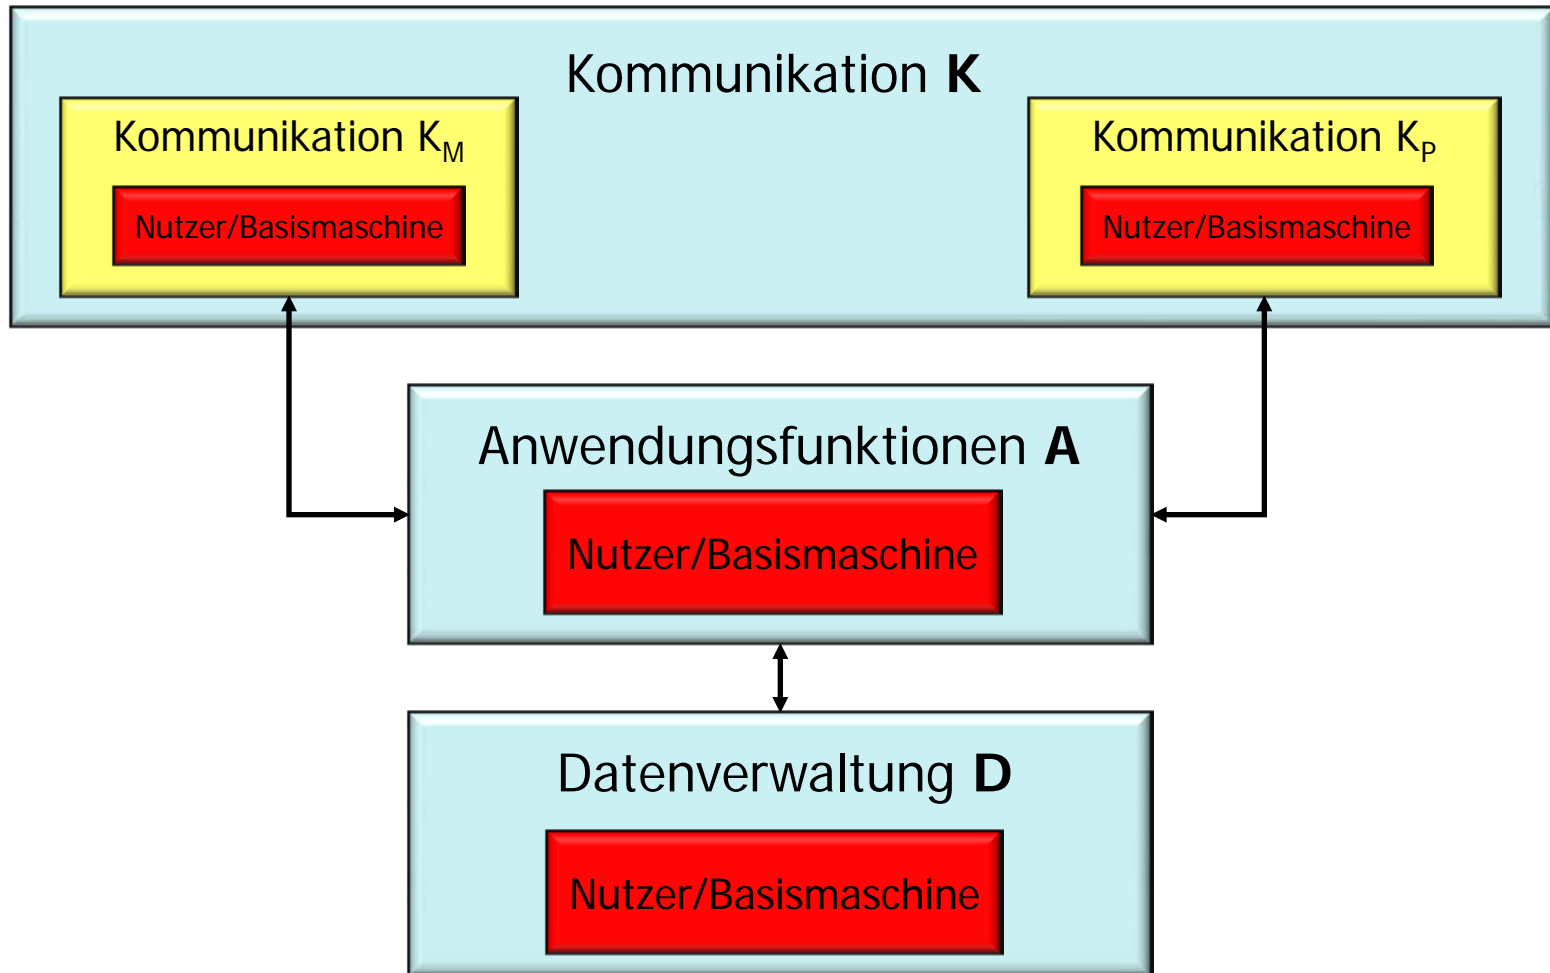 Kommunikation K
Kommunikation KM
Kommunikation KP
Nutzer/Basismaschine
Nutzer/Basismaschine
Anwendungsfunktionen A
Nutzer/Basismaschine
Datenverwaltung D
Nutzer/Basismaschine